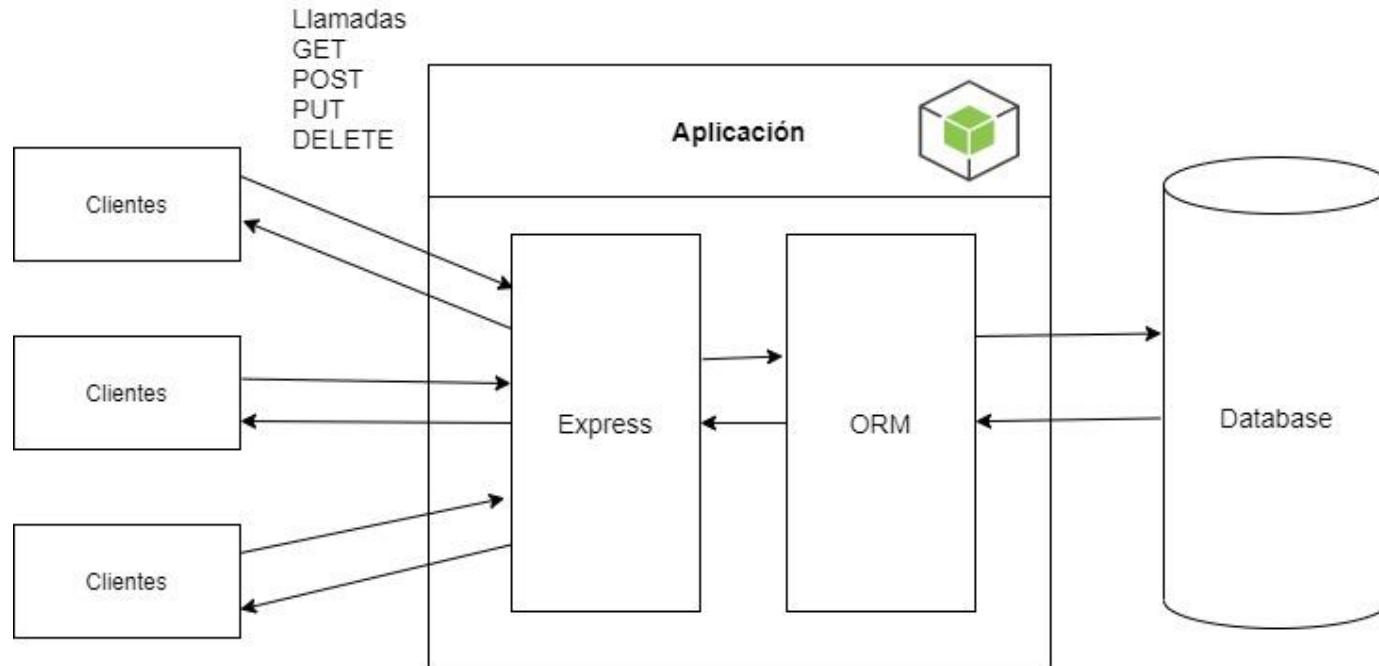 Llamadas
GET
POST
PUT
DELETE
Aplicación
Clientes
Clientes
Clientes
Express
ORM
Database